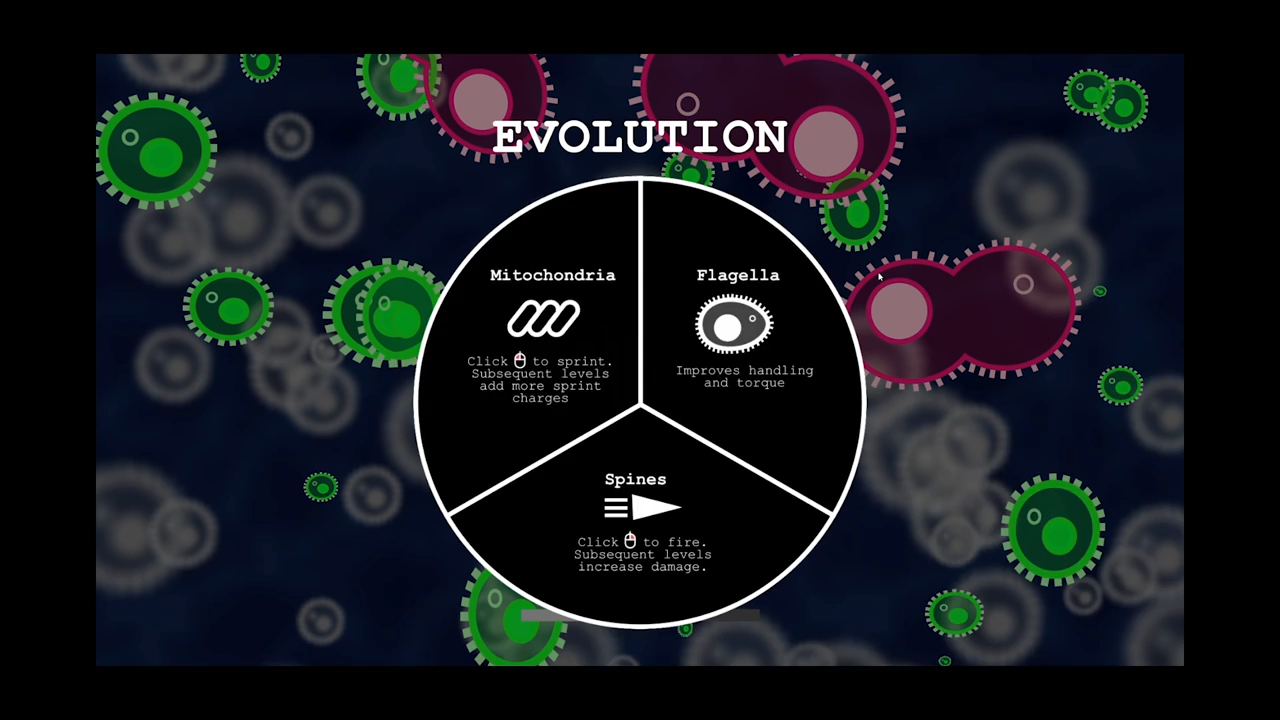 EVOLUTION
Mitochondria
Click to sprint.
Subsequent levels
add more sprint
charges
Flagella
Improves handling
and torque
Spines
Click to fire.
Subsequent levels
increase damage.